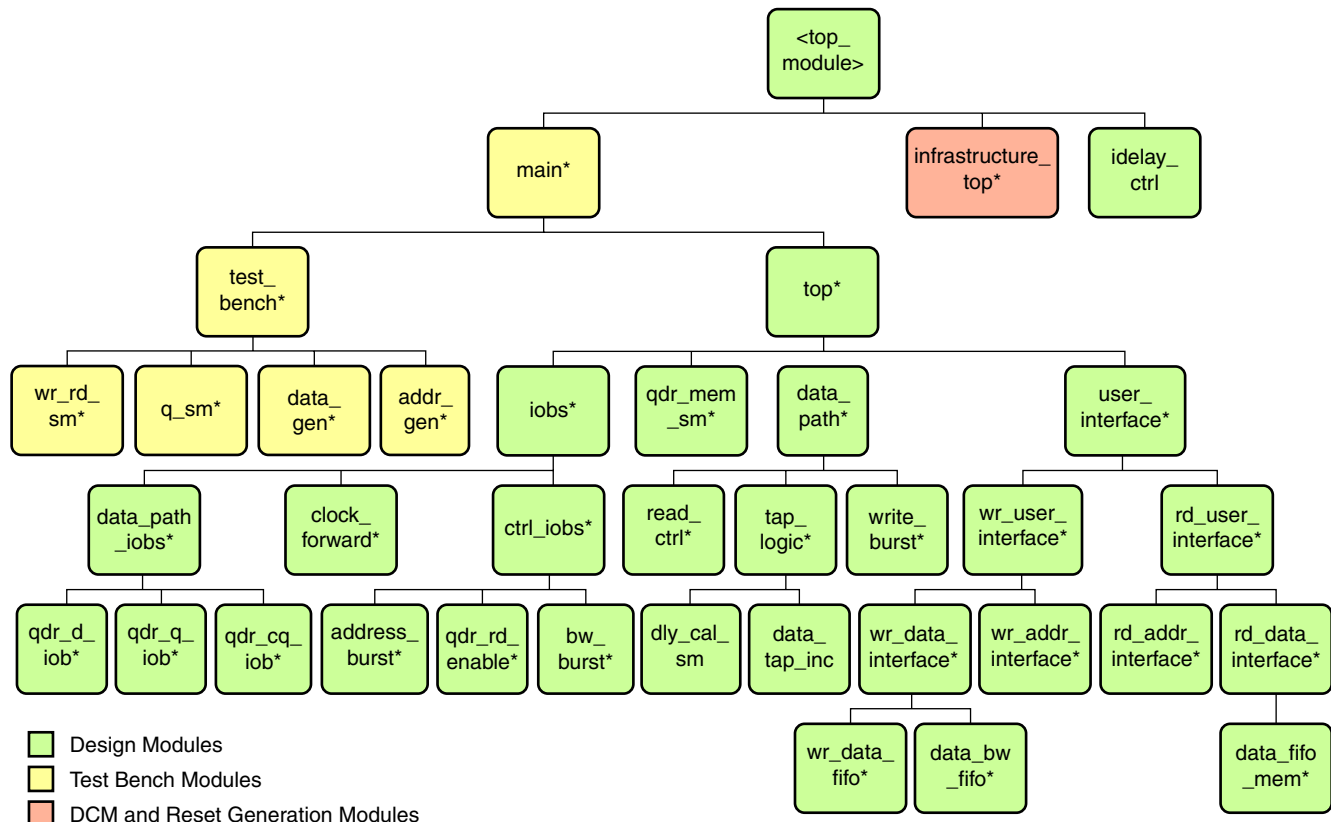 <top_
module>
main*
infrastructure_
top*
idelay_
ctrl
test_
bench*
top*
wr_rd_
sm*
q_sm*
data_
gen*
addr_
gen*
iobs*
qdr_mem
_sm*
data_
path*
user_
interface*
data_path
_iobs*
clock_
forward*
ctrl_iobs*
read_
ctrl*
tap_
logic*
write_
burst*
wr_user_
interface*
rd_user_
interface*
qdr_d_
iob*
qdr_q_
iob*
qdr_cq_
iob*
address_
burst*
qdr_rd_
enable*
bw_
burst*
dly_cal_
sm
data_
tap_inc
wr_data_
interface*
wr_addr_
interface*
rd_addr_
interface*
rd_data_
interface*
wr_data_
fifo*
data_bw
_fifo*
data_fifo
_mem*
Design Modules
Test Bench Modules
DCM and Reset Generation Modules